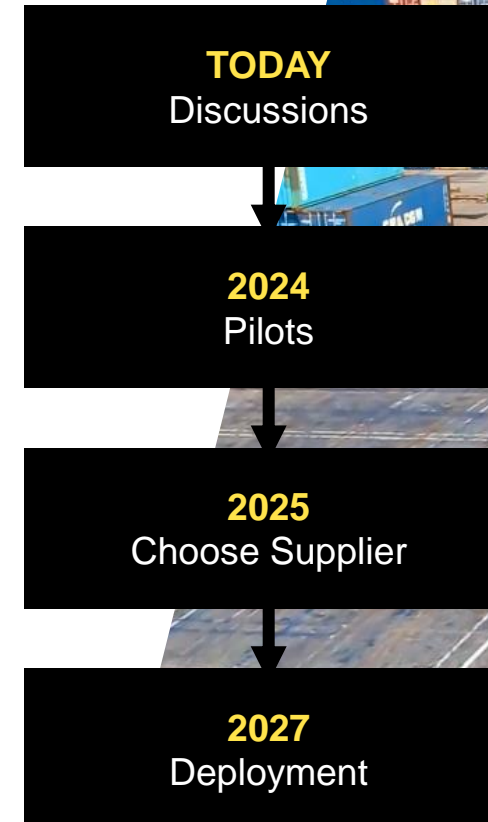 TODAY
Discussions
2024
Pilots
2025
Choose Supplier
2027
Deployment